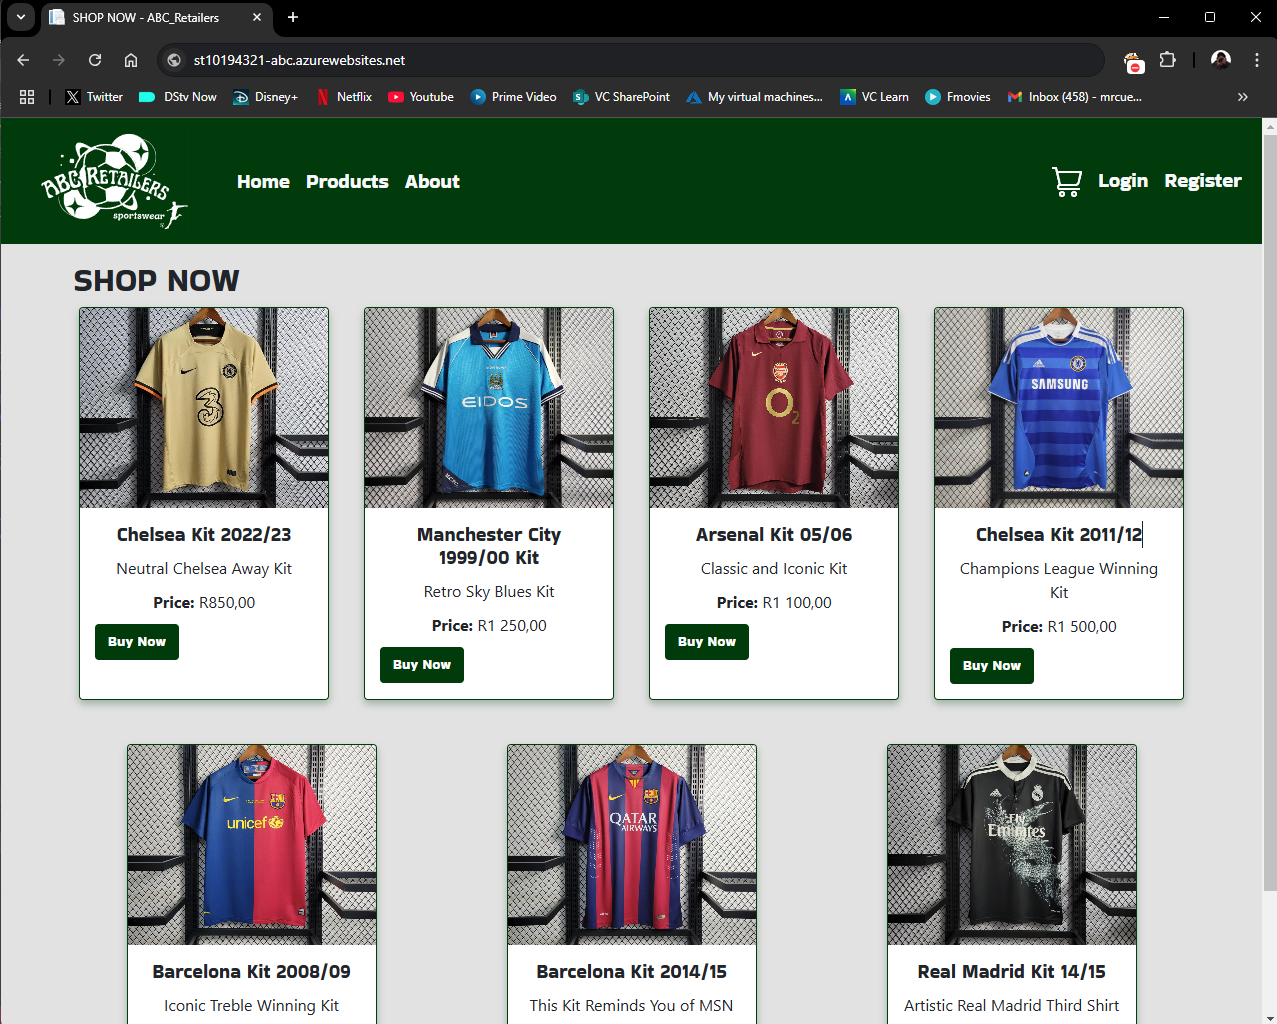 SHOP NOW - ABC_Retailers
st10194321-abc.azurewebsites.net
Twitter DStv Now Disney+ Netflix Youtube Prime Video VC SharePoint My virtual machines... VC Learn Fmovies Inbox (458) - mrcue...
ABC RETAILERS
sportswear
Home Products About
Login Register
SHOP NOW
3
EIDOS
O2
SAMSUNG
Chelsea Kit 2022/23
Neutral Chelsea Away Kit
Price: R850,00
Buy Now
Manchester City
1999/00 Kit
Retro Sky Blues Kit
Price: R1 250,00
Buy Now
Arsenal Kit 05/06
Classic and Iconic Kit
Price: R1 100,00
Buy Now
Chelsea Kit 2011/12
Champions League Winning
Kit
Price: R1 500,00
Buy Now
unicef
QATAR
AIRWAYS
Fly
Emirates
Barcelona Kit 2008/09
Iconic Treble Winning Kit
Barcelona Kit 2014/15
This Kit Reminds You of MSN
Real Madrid Kit 14/15
Artistic Real Madrid Third Shirt